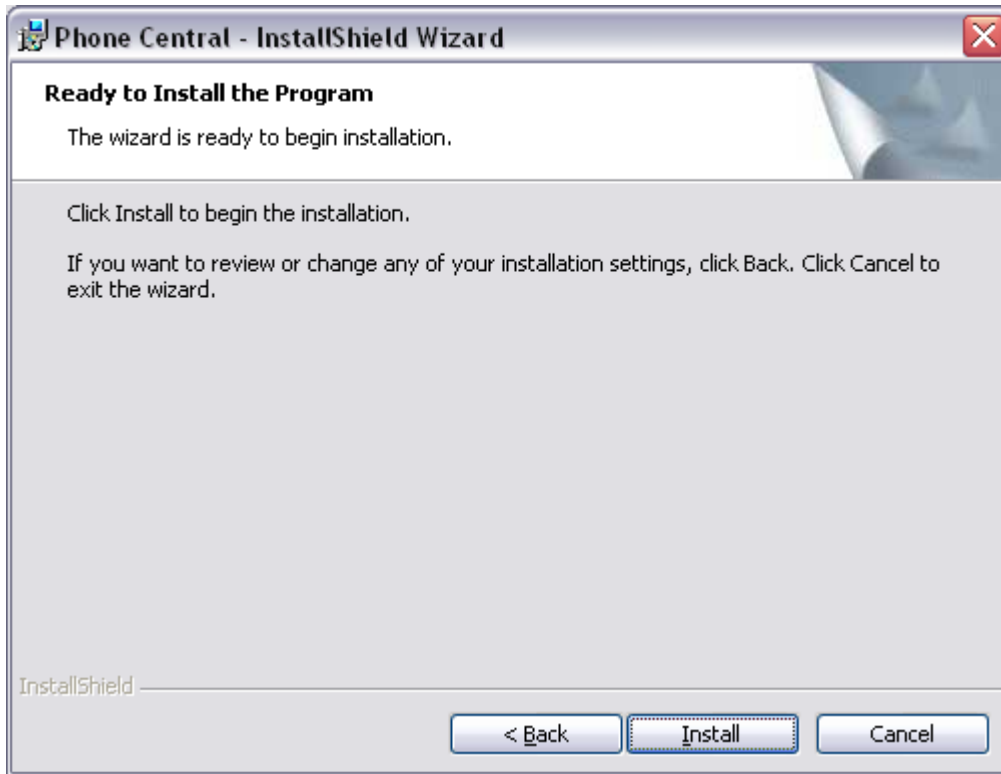 Phone Central - InstallShield Wizard
Ready to Install the Program
The wizard is ready to begin installation.
Click Install to begin the installation.
If you want to review or change any of your installation settings, click Back. Click Cancel to
exit the wizard.
InstallShield
< Back
Install
Cancel